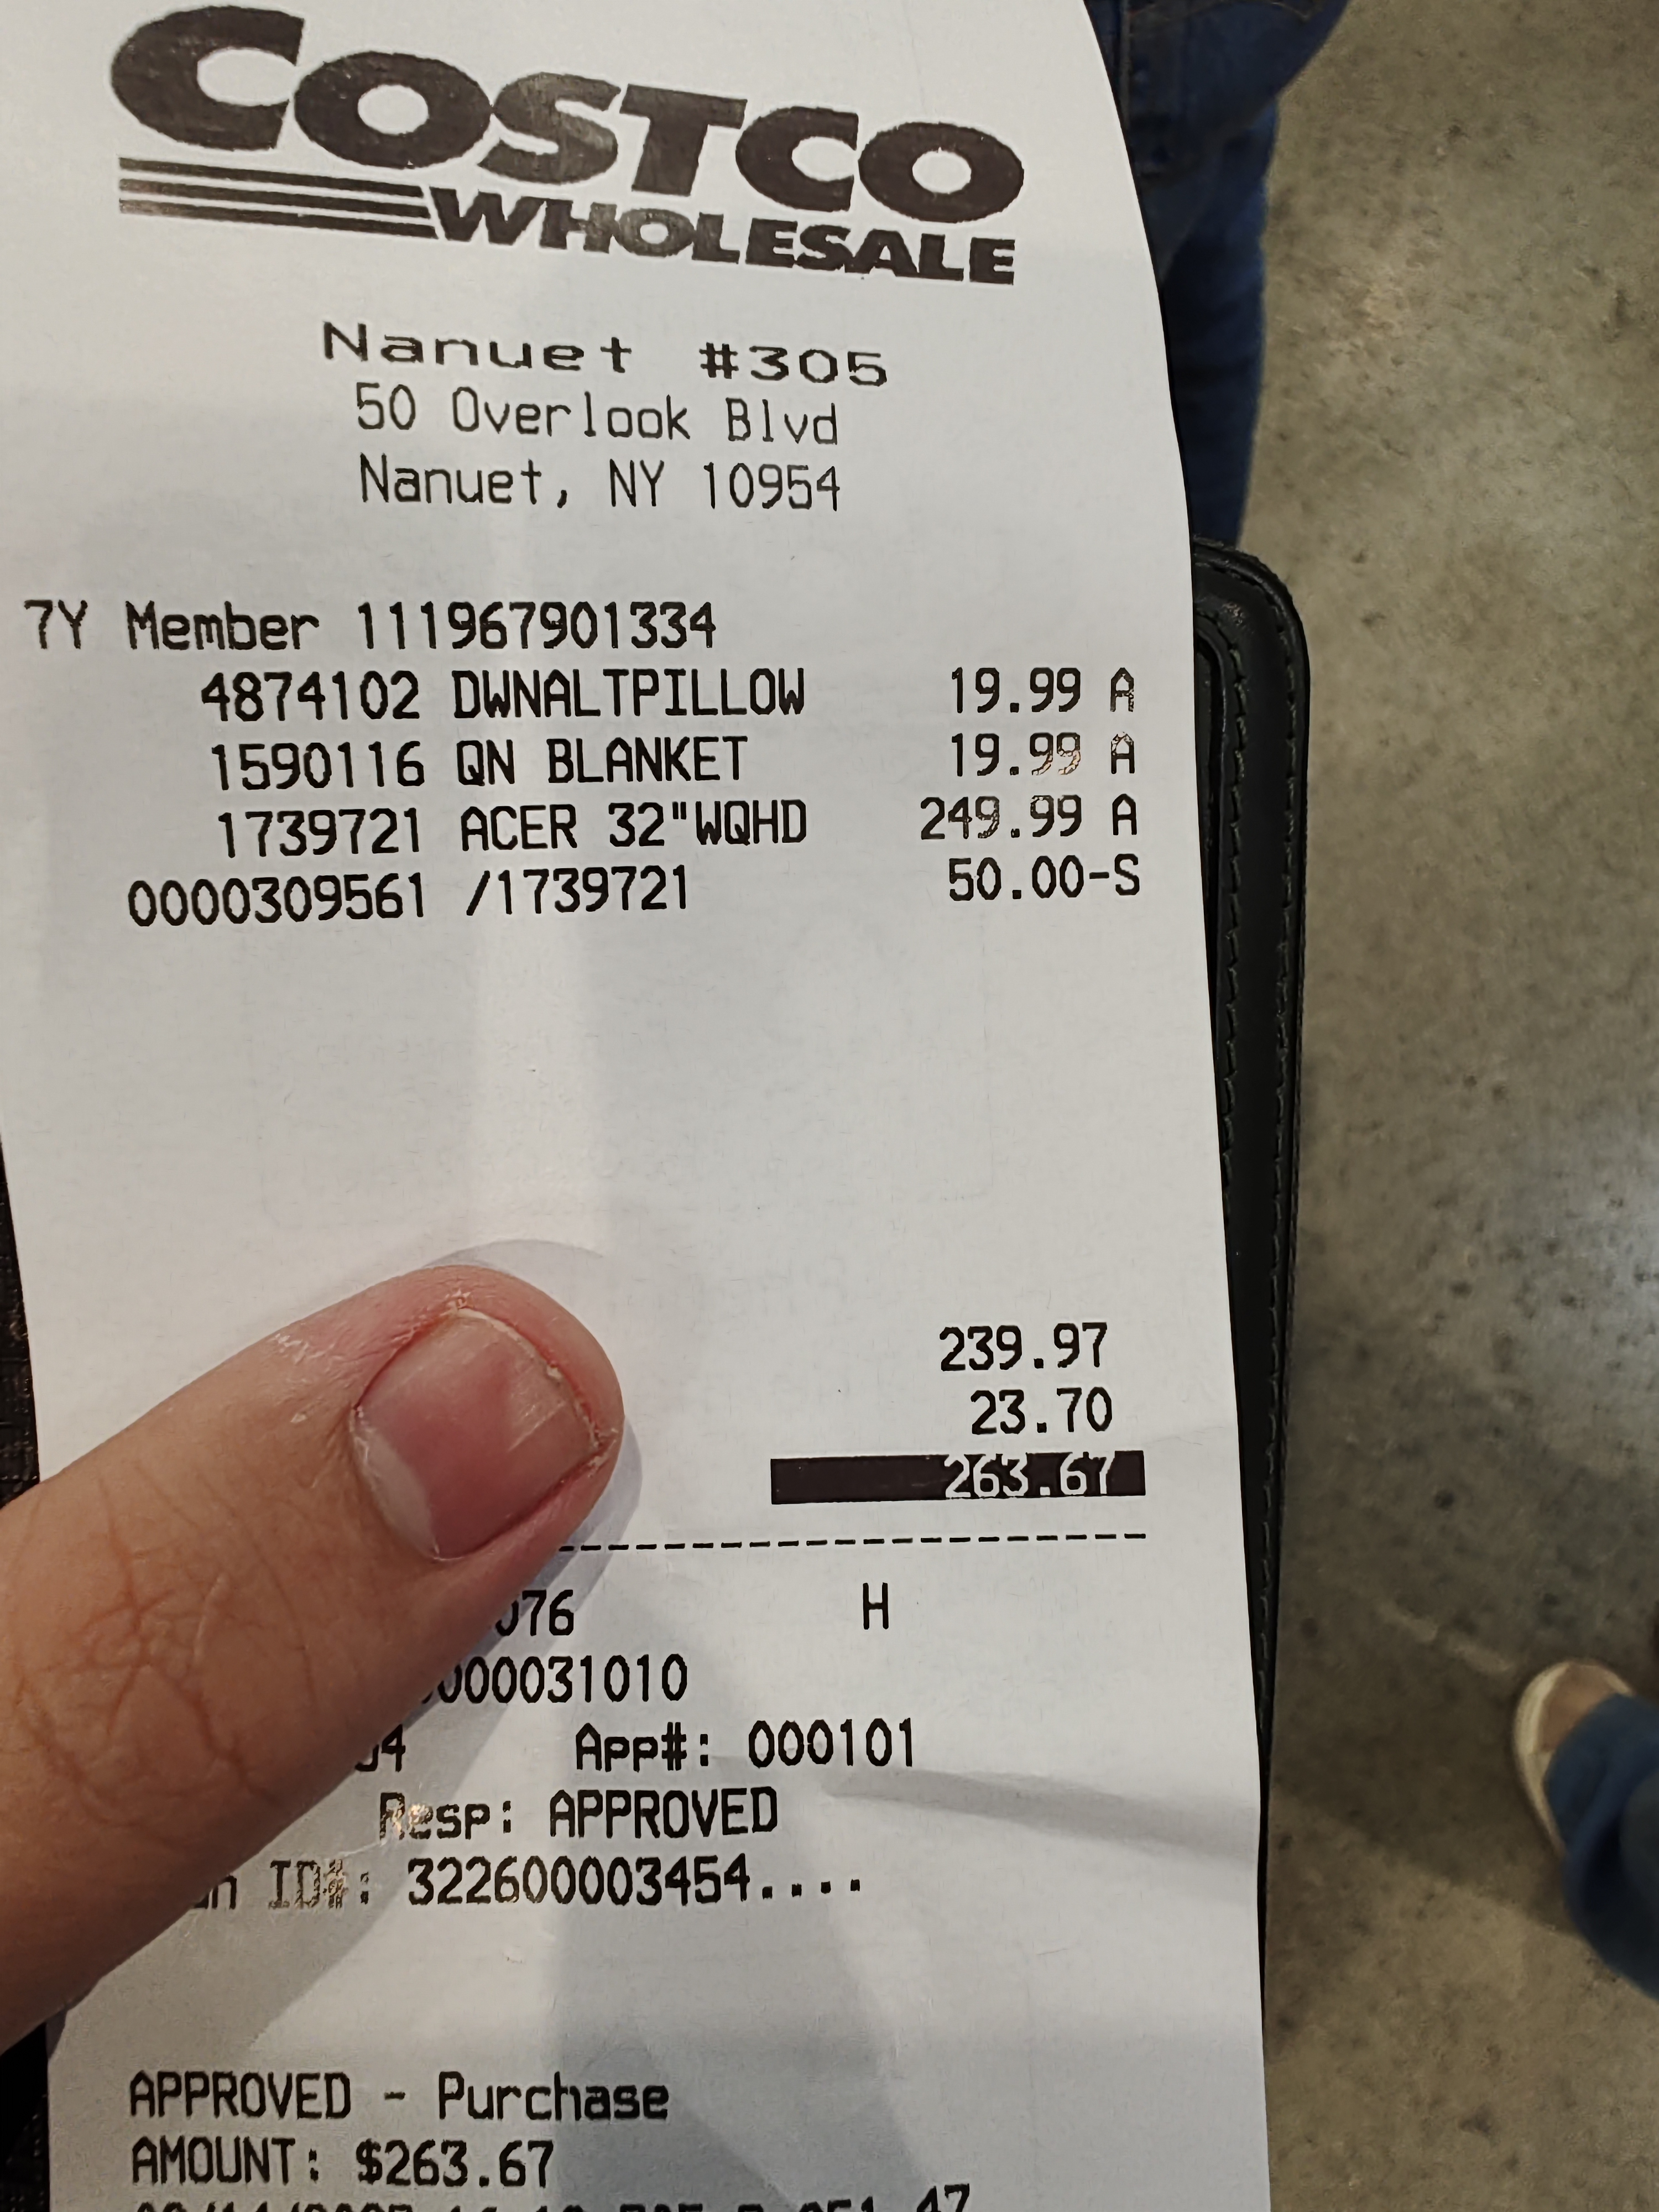 COSTCO
WHOLESALE
Nanuet #305
50 Overlook Blvd
Nanuet, NY 10954
7Y Member 111967901334
4874102 DWNALTPILLOW 19.99 A
1590116 QN BLANKET 19.99 A
1739721 ACER 32"WQHD 249.99 A
0000309561 /1739721 50.00-S
239.97
23.70
263.67
H
App#: 000101
Resp: APPROVED
ID#: 322600003454....
APPROVED - Purchase
AMOUNT: $263.67